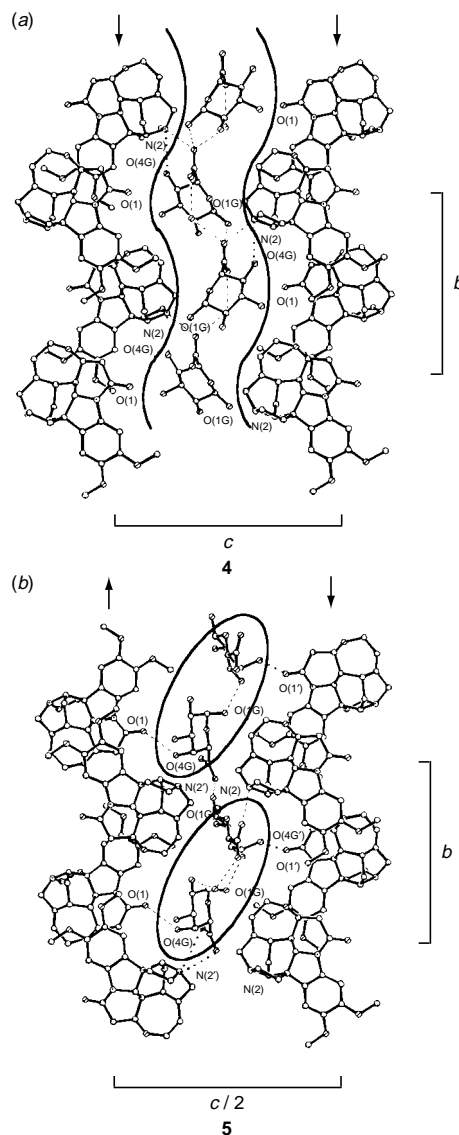 (a)
N(2)
O(4G)
O(1)
O(1)
O(1G)
N(2)
O(4G)
O(1)
N(2)
O(1G)
O(4G)
O(1)
O(1G)
N(2)
b
c
4
(b)
O(1')
O(1)
O(1G)
O(4G)
N(2')
N(2)
O(1G)
O(4G')
O(1')
O(1)
O(1G)
O(4G)
N(2')
N(2)
b
c / 2
5